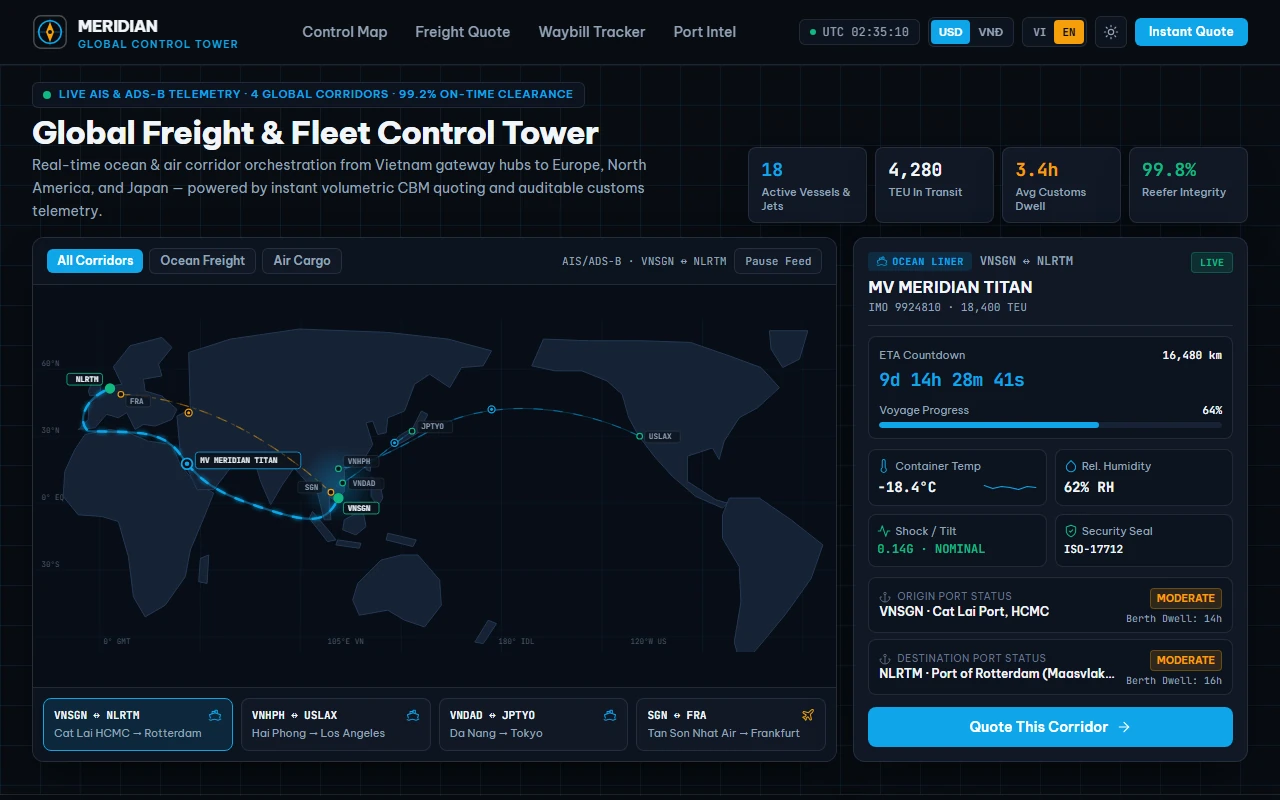 MERIDIAN
GLOBAL CONTROL TOWER
Control Map
Freight Quote
Waybill Tracker
Port Intel
UTC 02:35:10
USD
VNĐ
VI
EN
Instant Quote
LIVE AIS & ADS-B TELEMETRY · 4 GLOBAL CORRIDORS · 99.2% ON-TIME CLEARANCE
Global Freight & Fleet Control Tower
Real-time ocean & air corridor orchestration from Vietnam gateway hubs to Europe, North
America, and Japan — powered by instant volumetric CBM quoting and auditable customs
telemetry.
18
Active Vessels &
Jets
4,280
TEU In Transit
3.4h
Avg Customs
Dwell
99.8%
Reefer Integrity
All Corridors
Ocean Freight
Air Cargo
AIS/ADS-B · VNSGN ↔ NLRTM
Pause Feed
60°N
NLRTM
FRA
30°N
JPTYO
USLAX
MV MERIDIAN TITAN
VNHPH
VNDAD
SGN
0° EQ
VNSGN
30°S
0° GMT
105°E VN
180° IDL
120°W US
VNSGN ↔ NLRTM
Cat Lai HCMC → Rotterdam
VNHPH ↔ USLAX
Hai Phong → Los Angeles
VNDAD ↔ JPTYO
Da Nang → Tokyo
SGN ↔ FRA
Tan Son Nhat Air → Frankfurt
OCEAN LINER
VNSGN ↔ NLRTM
LIVE
MV MERIDIAN TITAN
IMO 9924810 · 18,400 TEU
ETA Countdown
16,480 km
9d 14h 28m 41s
Voyage Progress
64%
Container Temp
-18.4°C
Rel. Humidity
62% RH
Shock / Tilt
0.14G · NOMINAL
Security Seal
ISO-17712
ORIGIN PORT STATUS
VNSGN · Cat Lai Port, HCMC
MODERATE
Berth Dwell: 14h
DESTINATION PORT STATUS
NLRTM · Port of Rotterdam (Maasvlak...
MODERATE
Berth Dwell: 16h
Quote This Corridor →